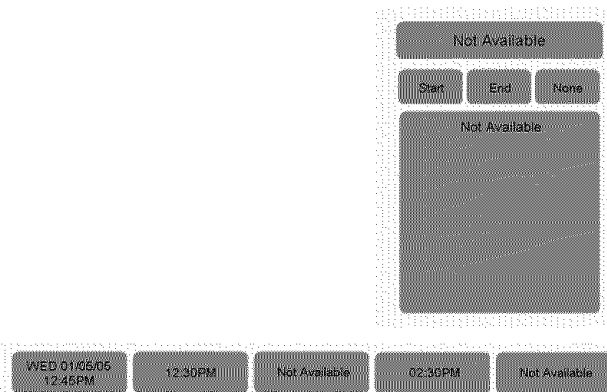 Not Available
Start End None
Not Available
WED 01/05/05
12:45PM
12:30PM
Not Available
02:30PM
Not Available